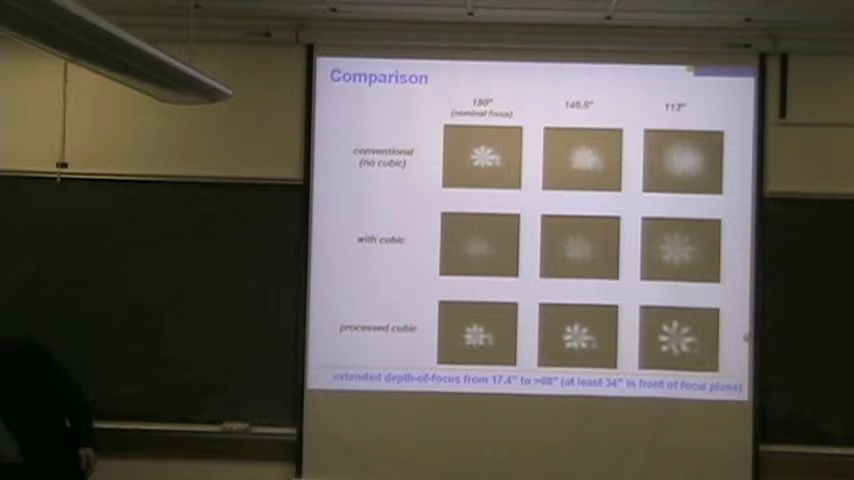 Comparison
180"
(nominal focus)
146.5"
113"
conventional
(no cubic)
with cubic
processed cubic
extended depth-of-focus from 17.4" to >68" (at least 34" in front of focal plane)